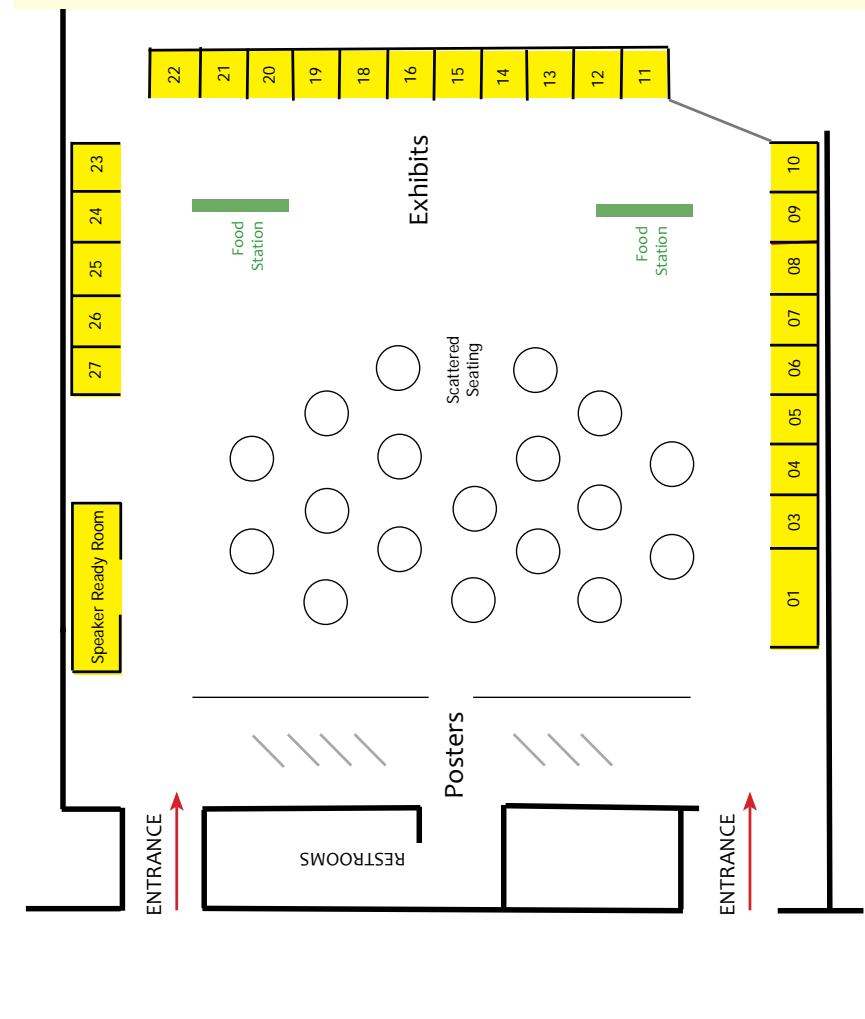 22
21
20
19
18
16
15
14
13
12
11
23
24
25
26
27
10
09
08
07
06
05
04
03
01
Exhibits
Food
Station
Food
Station
Scattered
Seating
Speaker Ready Room
Posters
ENTRANCE
RESTROOMS
ENTRANCE